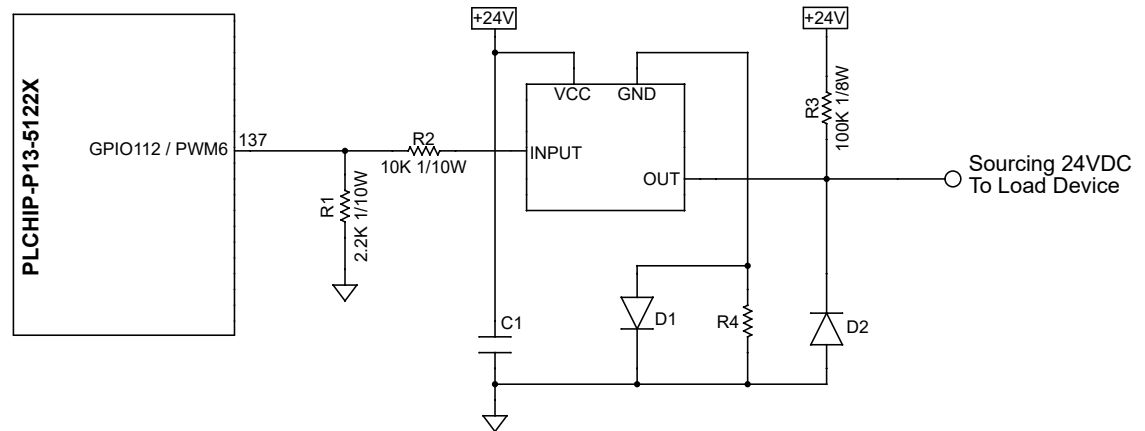 +24V
+24V
PLCHIP-P13-5122X
GPIO112 / PWM6
137
R1
2.2K 1/10W
R2
10K 1/10W
VCC
GND
INPUT
OUT
R3
100K 1/8W
Sourcing 24VDC
To Load Device
C1
D1
R4
D2